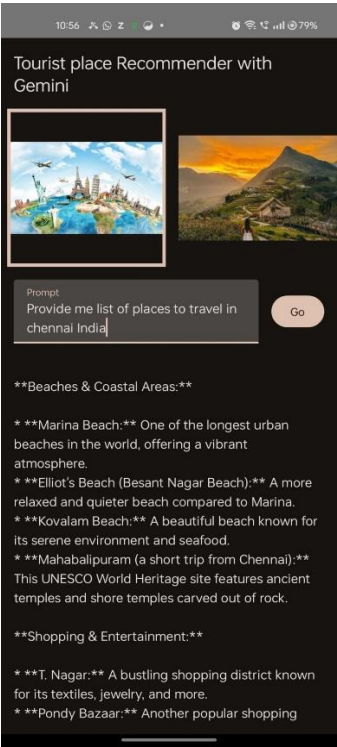 10:56 Z 79%
Tourist place Recommender with
Gemini
Prompt
Provide me list of places to travel in
chennai India
Go
**Beaches & Coastal Areas:**
* **Marina Beach:** One of the longest urban
beaches in the world, offering a vibrant
atmosphere.
* **Elliot's Beach (Besant Nagar Beach):** A more
relaxed and quieter beach compared to Marina.
* **Kovalam Beach:** A beautiful beach known for
its serene environment and seafood.
* **Mahabalipuram (a short trip from Chennai):**
This UNESCO World Heritage site features ancient
temples and shore temples carved out of rock.
**Shopping & Entertainment:**
* **T. Nagar:** A bustling shopping district known
for its textiles, jewelry, and more.
* **Pondy Bazaar:** Another popular shopping